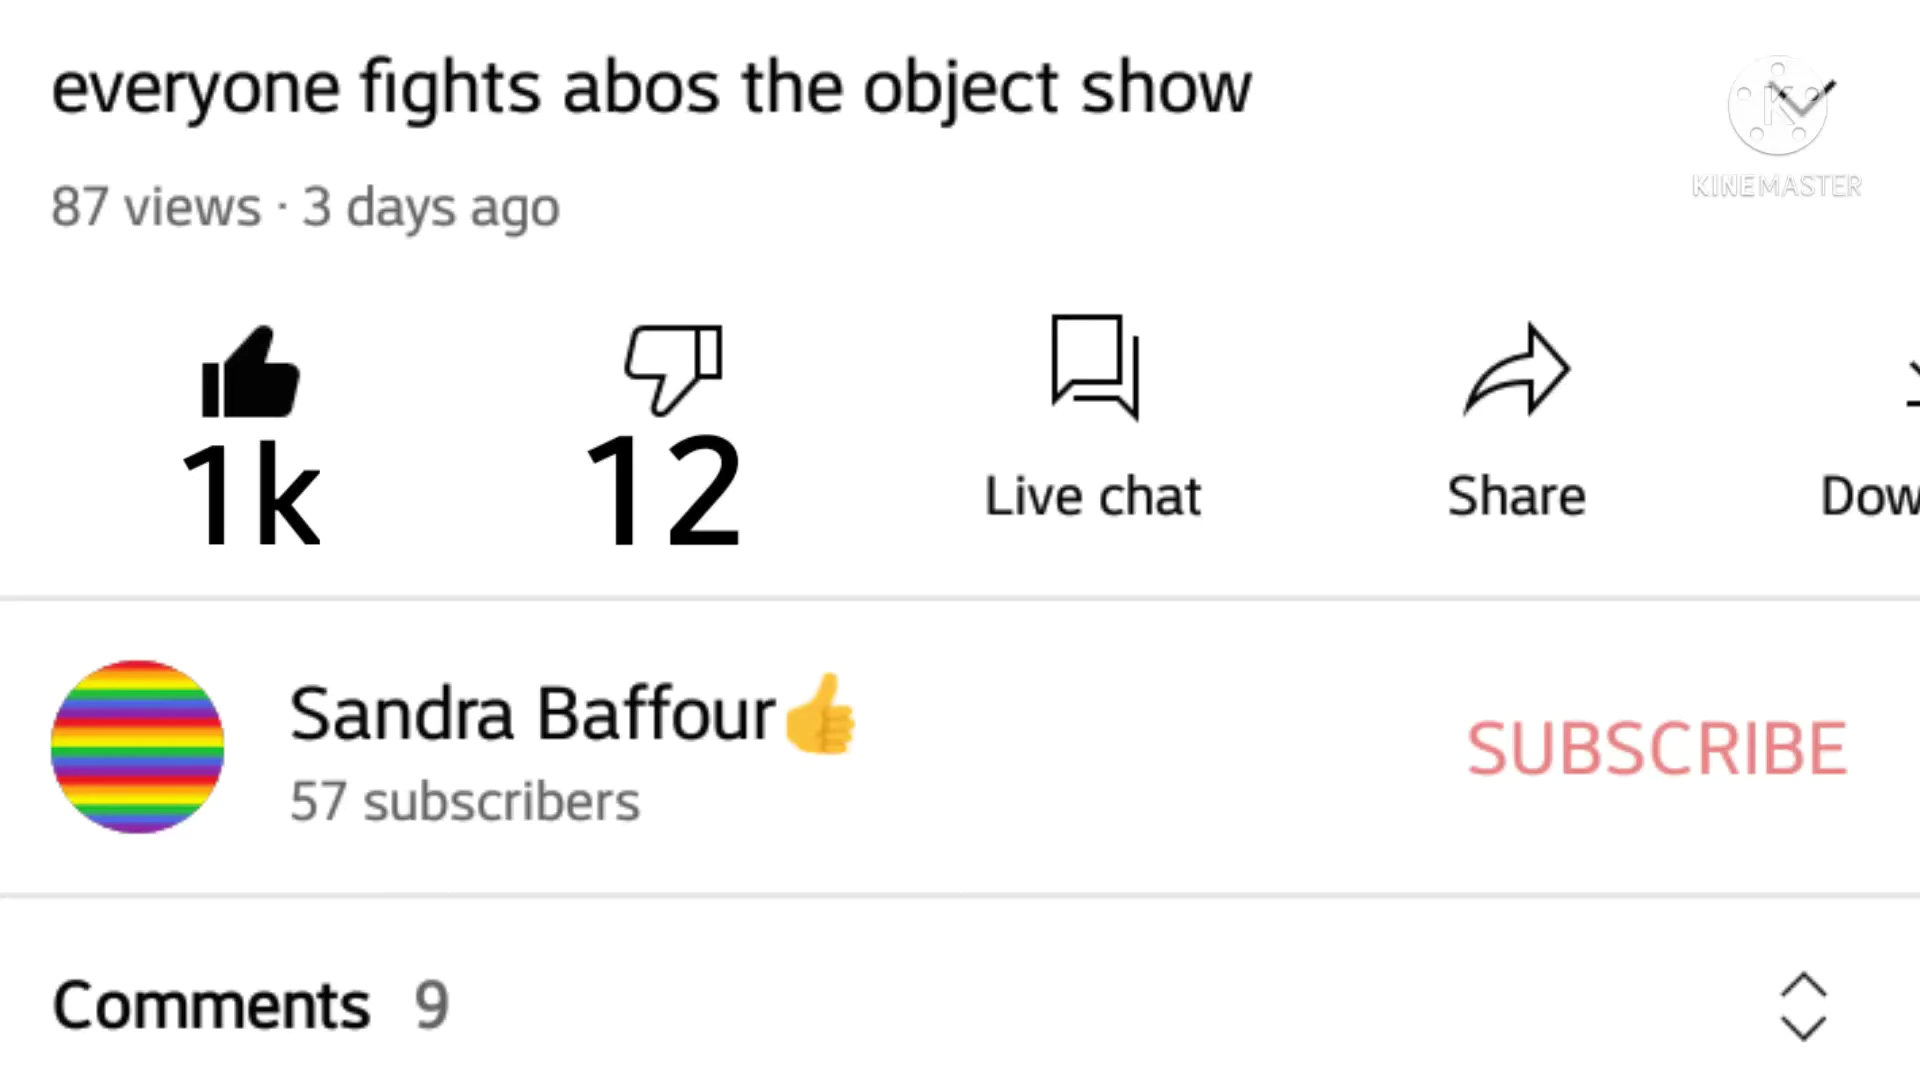 everyone fights abos the object show
KINEMASTER
87 views · 3 days ago
1k
12
Live chat
Share
Dow
Sandra Baffour👍
57 subscribers
SUBSCRIBE
Comments 9